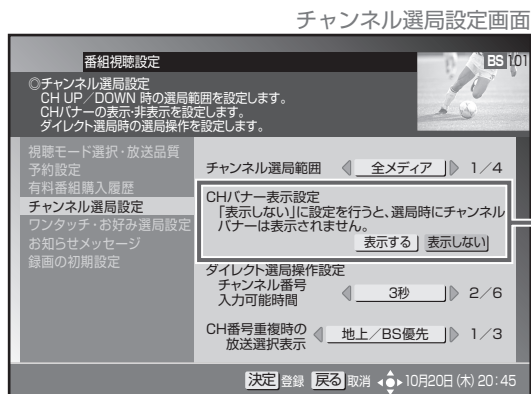 チャンネル選局設定画面
番組視聴設定
BS 101
◎チャンネル選局設定
CH UP／DOWN 時の選局範囲を設定します。
CHバナーの表示・非表示を設定します。
ダイレクト選局時の選局操作を設定します。
視聴モード選択・放送品質
予約設定
有料番組購入履歴
チャンネル選局設定
ワンタッチ・お好み選局設定
お知らせメッセージ
録画の初期設定
チャンネル選局範囲 全メディア 1／4
CHバナー表示設定
「表示しない」に設定を行うと、選局時にチャンネル
バナーは表示されません。
表示する 表示しない
ダイレクト選局操作設定
チャンネル番号
入力可能時間 3秒 2／6
CH番号重複時の
放送選択表示 地上／BS優先 1／3
決定 登録 戻る 取消 10月20日(木) 20:45